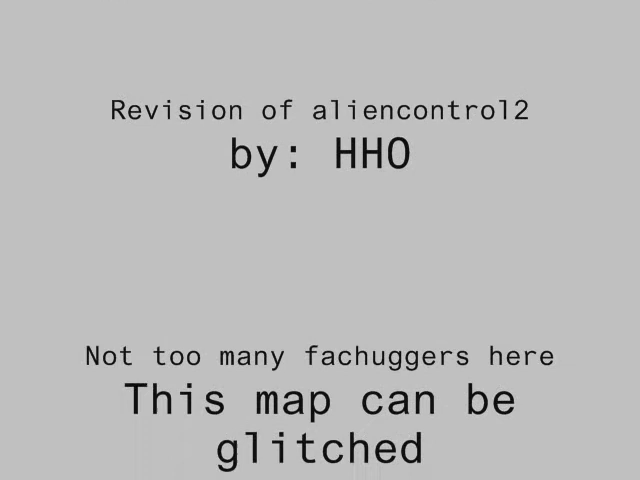 Revision of aliencontrol2
by: HHO
Not too many fachuggers here
This map can be
glitched